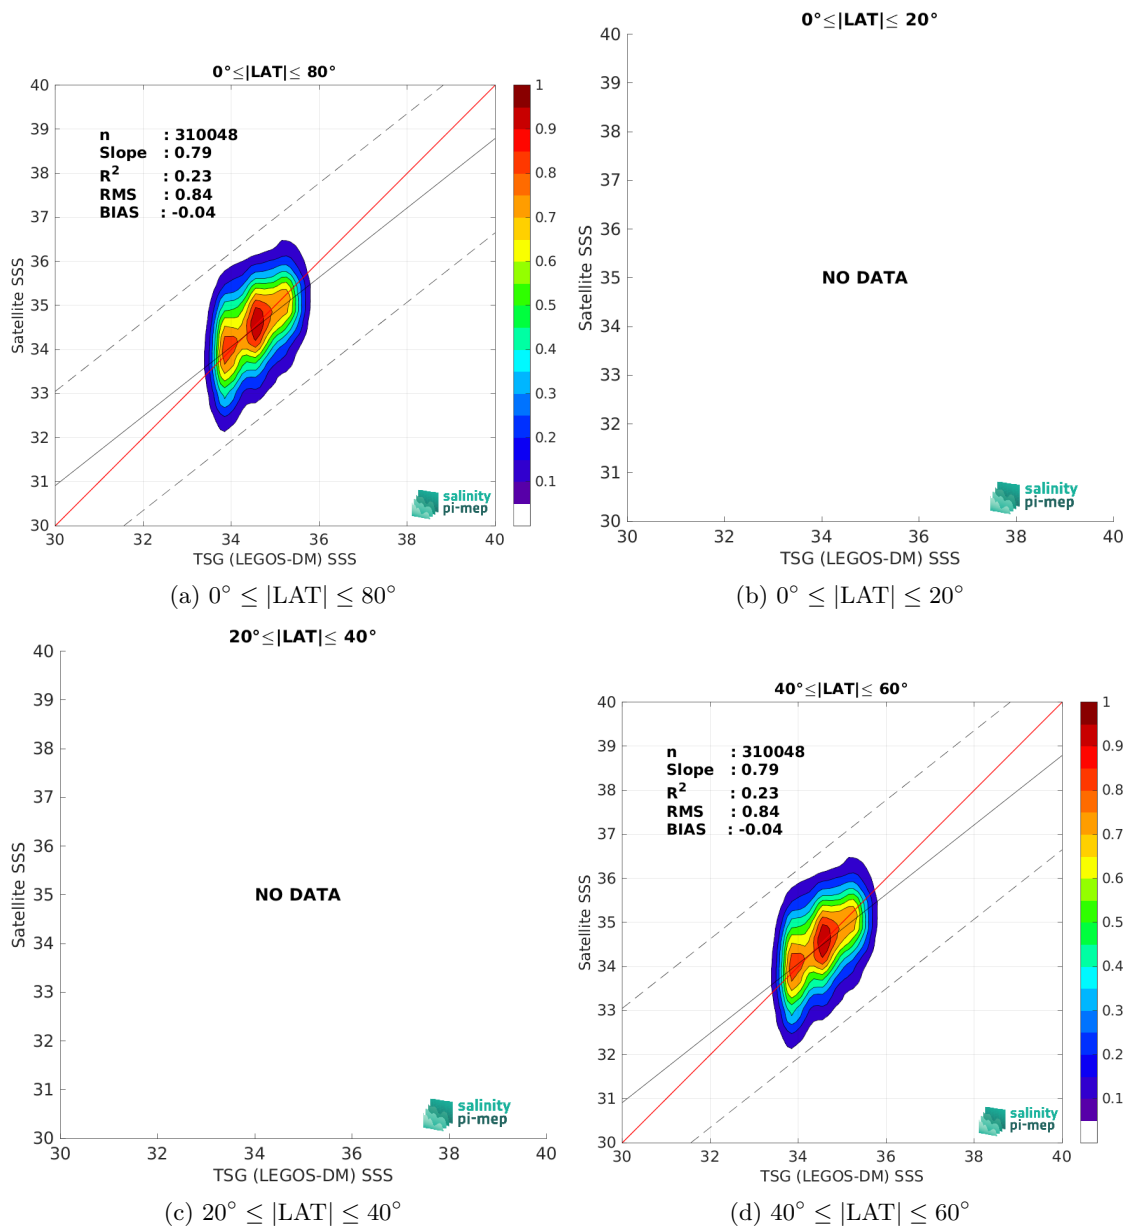 0°≤|LAT|≤ 80°
40
39
38
37
36
35
34
33
32
31
30
Satellite SSS
n : 310048
Slope : 0.79
R² : 0.23
RMS : 0.84
BIAS : -0.04
salinity
pi-mep
30 32 34 36 38 40
TSG (LEGOS-DM) SSS
1
0.9
0.8
0.7
0.6
0.5
0.4
0.3
0.2
0.1
(a) 0° ≤ |LAT| ≤ 80°
0°≤|LAT|≤ 20°
40
39
38
37
36
35
34
33
32
31
30
Satellite SSS
NO DATA
salinity
pi-mep
30 32 34 36 38 40
TSG (LEGOS-DM) SSS
(b) 0° ≤ |LAT| ≤ 20°
20°≤|LAT|≤ 40°
40
39
38
37
36
35
34
33
32
31
30
Satellite SSS
NO DATA
salinity
pi-mep
30 32 34 36 38 40
TSG (LEGOS-DM) SSS
(c) 20° ≤ |LAT| ≤ 40°
40°≤|LAT|≤ 60°
40
39
38
37
36
35
34
33
32
31
30
Satellite SSS
n : 310048
Slope : 0.79
R² : 0.23
RMS : 0.84
BIAS : -0.04
salinity
pi-mep
30 32 34 36 38 40
TSG (LEGOS-DM) SSS
1
0.9
0.8
0.7
0.6
0.5
0.4
0.3
0.2
0.1
(d) 40° ≤ |LAT| ≤ 60°